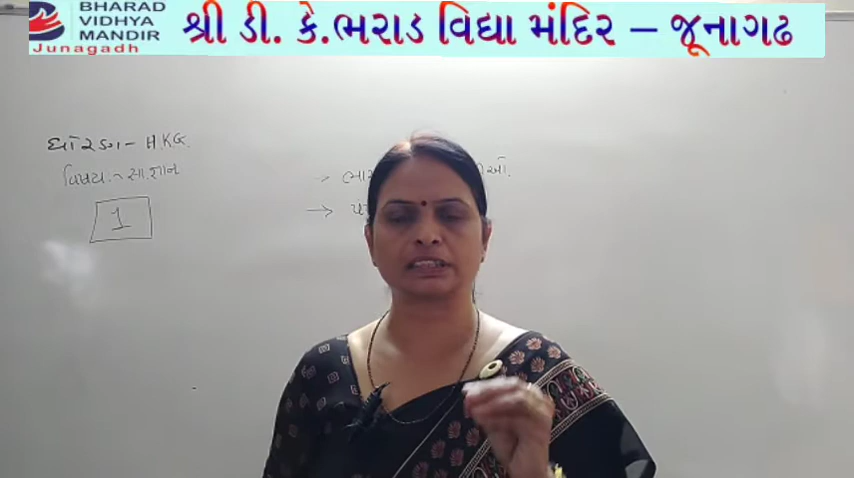 BHARAD
VIDHYA
MANDIR
Junagadh
શ્રી ડી. કે.ભરાડ વિદ્યા મંદિર – જૂનાગઢ
ધોરણ - HKG.
વિષય :- સા.જ્ઞાન
1
→
→